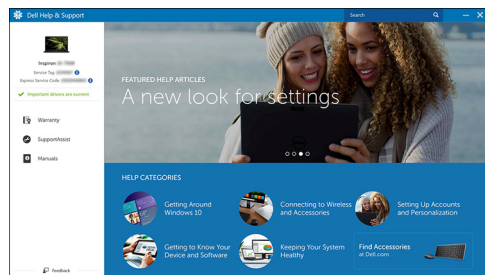 Dell Help & Support
Search
Inspiron
Service Tag
Express Service Code
Important drivers are current
Warranty
SupportAssist
Manuals
Feedback
FEATURED HELP ARTICLES
A new look for settings
HELP CATEGORIES
Getting Around
Windows 10
Connecting to Wireless
and Accessories
Setting Up Accounts
and Personalization
Getting to Know Your
Device and Software
Keeping Your System
Healthy
Find Accessories
at Dell.com